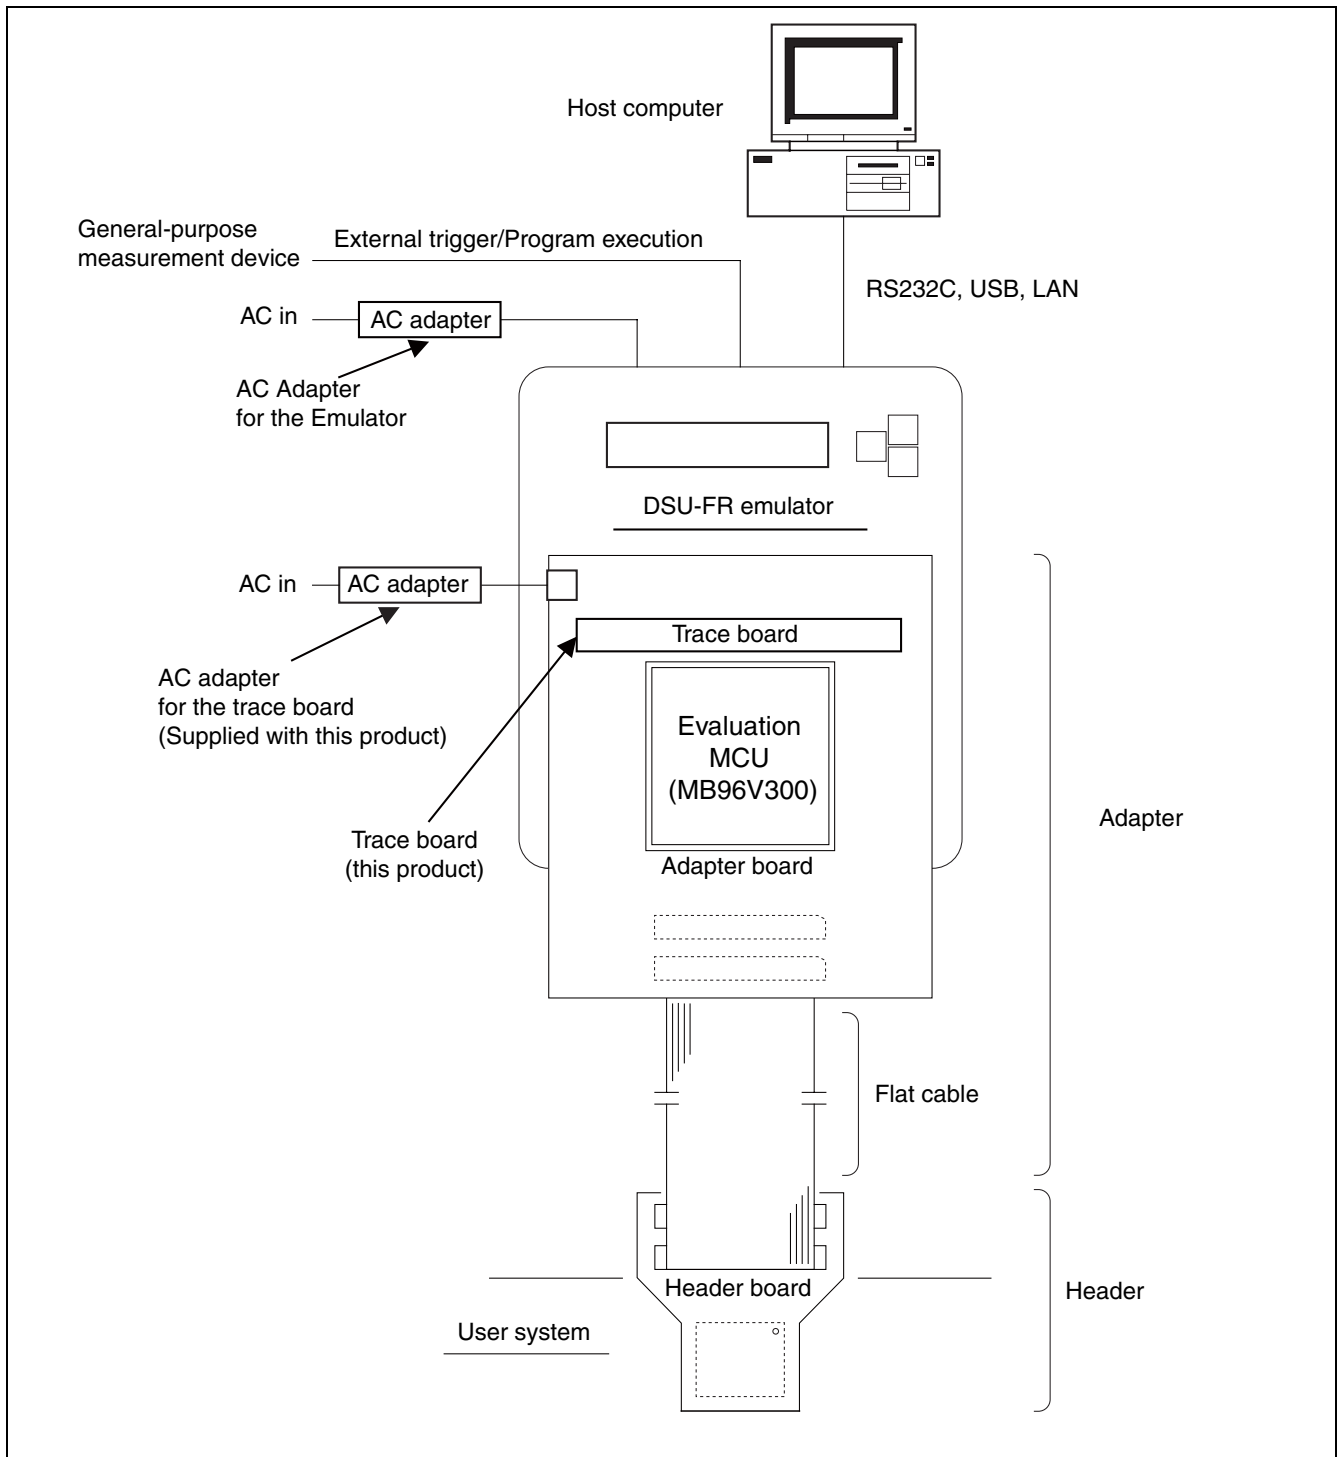 Host computer
General-purpose
measurement device
External trigger/Program execution
RS232C, USB, LAN
AC in
AC adapter
AC Adapter
for the Emulator
DSU-FR emulator
AC in
AC adapter
Trace board
AC adapter
for the trace board
(Supplied with this product)
Evaluation
MCU
(MB96V300)
Adapter
Trace board
(this product)
Adapter board
Flat cable
Header board
Header
User system